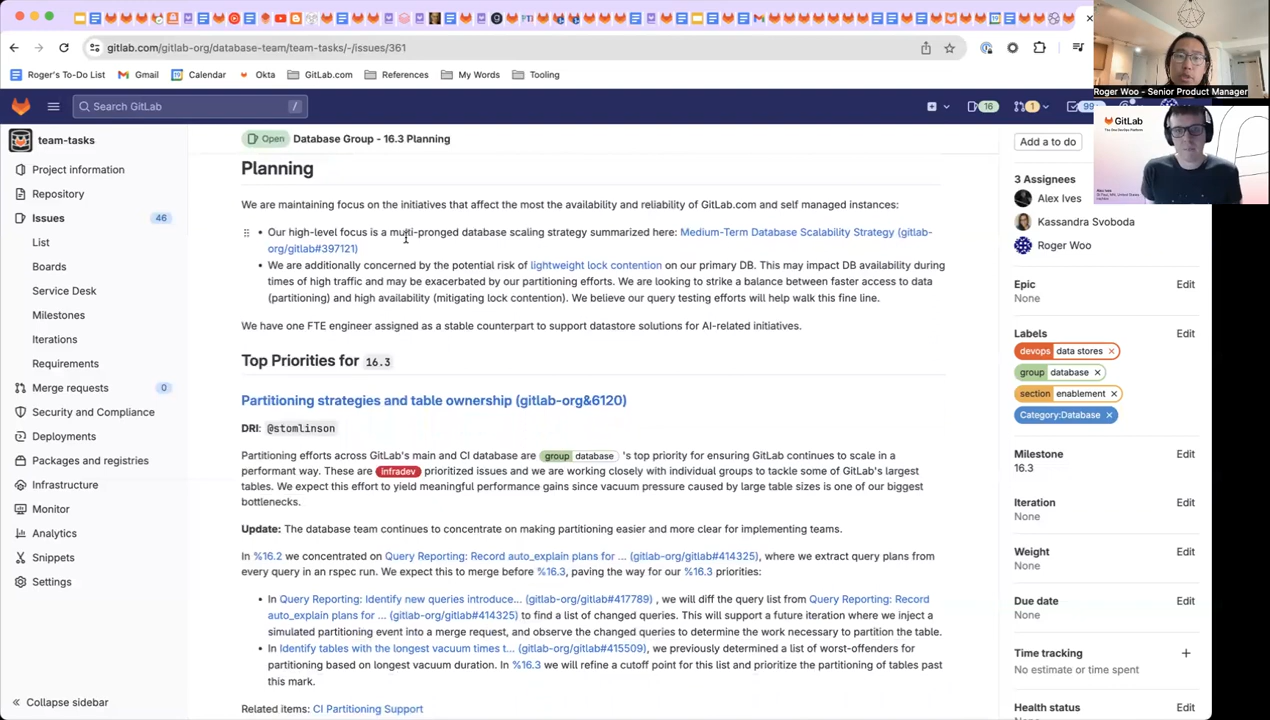 gitlab.com/gitlab-org/database-team/team-tasks/-/issues/361
Roger's To-Do List
Gmail
Calendar
Okta
GitLab.com
References
My Words
Tooling
Roger Woo - Senior Product Manager
GitLab
Search GitLab
/
16
1
99+
team-tasks
Project information
Repository
Issues
46
List
Boards
Service Desk
Milestones
Iterations
Requirements
Merge requests
0
Security and Compliance
Deployments
Packages and registries
Infrastructure
Monitor
Analytics
Snippets
Settings
Collapse sidebar
Open
Database Group - 16.3 Planning
Planning
We are maintaining focus on the initiatives that affect the most the availability and reliability of GitLab.com and self managed instances:
• Our high-level focus is a multi-pronged database scaling strategy summarized here: Medium-Term Database Scalability Strategy (gitlab-
org/gitlab#397121)
• We are additionally concerned by the potential risk of lightweight lock contention on our primary DB. This may impact DB availability during
times of high traffic and may be exacerbated by our partitioning efforts. We are looking to strike a balance between faster access to data
(partitioning) and high availability (mitigating lock contention). We believe our query testing efforts will help walk this fine line.
We have one FTE engineer assigned as a stable counterpart to support datastore solutions for AI-related initiatives.
Top Priorities for 16.3
Partitioning strategies and table ownership (gitlab-org&6120)
DRI: @stomlinson
Partitioning efforts across GitLab's main and CI database are group database 's top priority for ensuring GitLab continues to scale in a
performant way. These are infradev prioritized issues and we are working closely with individual groups to tackle some of GitLab's largest
tables. We expect this effort to yield meaningful performance gains since vacuum pressure caused by large table sizes is one of our biggest
bottlenecks.
Update: The database team continues to concentrate on making partitioning easier and more clear for implementing teams.
In %16.2 we concentrated on Query Reporting: Record auto_explain plans for ... (gitlab-org/gitlab#414325), where we extract query plans from
every query in an rspec run. We expect this to merge before %16.3, paving the way for our %16.3 priorities:
• In Query Reporting: Identify new queries introduce... (gitlab-org/gitlab#417789) , we will diff the query list from Query Reporting: Record
auto_explain plans for ... (gitlab-org/gitlab#414325) to find a list of changed queries. This will support a future iteration where we inject a
simulated partitioning event into a merge request, and observe the changed queries to determine the work necessary to partition the table.
• In Identify tables with the longest vacuum times t... (gitlab-org/gitlab#415509), we previously determined a list of worst-offenders for
partitioning based on longest vacuum duration. In %16.3 we will refine a cutoff point for this list and prioritize the partitioning of tables past
this mark.
Related items: CI Partitioning Support
Add a to do
3 Assignees
Alex Ives
Kassandra Svoboda
Roger Woo
Epic
Edit
None
Labels
Edit
devops data stores
group database
section enablement
Category:Database
Milestone
Edit
16.3
Iteration
Edit
None
Weight
Edit
None
Due date
Edit
None
Time tracking
+
No estimate or time spent
Health status
Edit